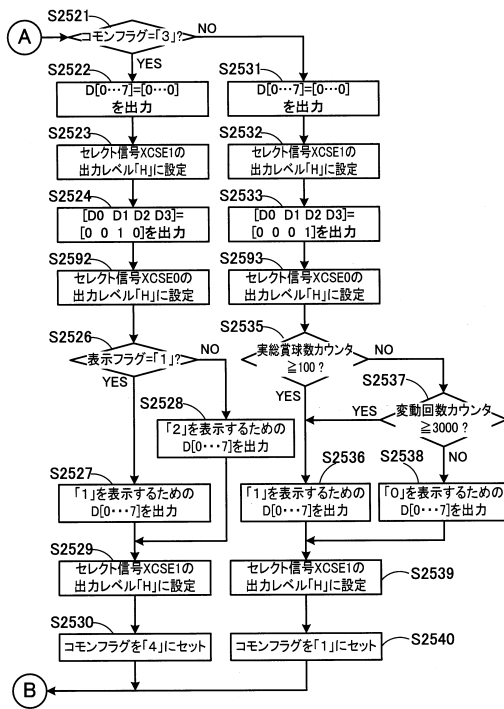 S2521
A
コモンフラグ=「3」?
NO
YES
S2522
D[0…7]=[0…0]
を出力
S2523
セレクト信号XCSE1の
出力レベル「H」に設定
S2524
[D0 D1 D2 D3]=
[0 0 1 0]を出力
S2592
セレクト信号XCSE0の
出力レベル「H」に設定
S2526
表示フラグ=「1」?
NO
YES
S2528
「2」を表示するための
D[0…7]を出力
S2527
「1」を表示するための
D[0…7]を出力
S2529
セレクト信号XCSE1の
出力レベル「H」に設定
S2530
コモンフラグを「4」にセット
B
S2531
D[0…7]=[0…0]
を出力
S2532
セレクト信号XCSE1の
出力レベル「H」に設定
S2533
[D0 D1 D2 D3]=
[0 0 0 1]を出力
S2593
セレクト信号XCSE0の
出力レベル「H」に設定
S2535
実総賞球数カウンタ
≧100?
NO
YES
S2537
変動回数カウンタ
≧3000?
YES
NO
S2536
「1」を表示するための
D[0…7]を出力
S2538
「0」を表示するための
D[0…7]を出力
セレクト信号XCSE1の
出力レベル「H」に設定
S2539
コモンフラグを「1」にセット
S2540